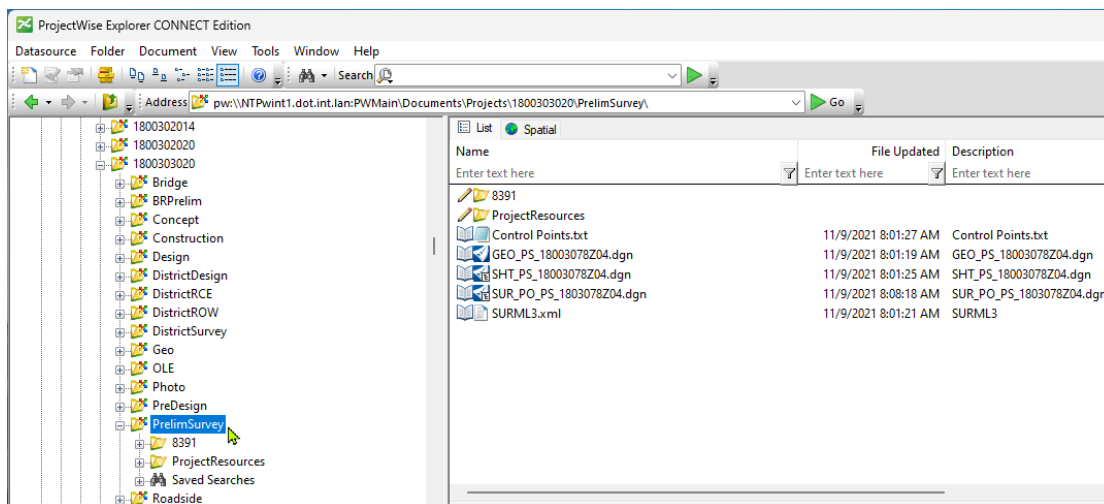 ProjectWise Explorer CONNECT Edition
Datasource Folder Document View Tools Window Help
Search
Address pw:\\NTPwint1.dot.int.lan:PWMain\Documents\Projects\1800303020\PrelimSurvey\ Go
1800302014
1800302020
1800303020
Bridge
BRPrelim
Concept
Construction
Design
DistrictDesign
DistrictRCE
DistrictROW
DistrictSurvey
Geo
OLE
Photo
PreDesign
PrelimSurvey
8391
ProjectResources
Saved Searches
Roadside
List Spatial
Name File Updated Description
Enter text here Enter text here Enter text here
8391
ProjectResources
Control Points.txt 11/9/2021 8:01:27 AM Control Points.txt
GEO_PS_18003078Z04.dgn 11/9/2021 8:01:19 AM GEO_PS_18003078Z04.dgn
SHT_PS_18003078Z04.dgn 11/9/2021 8:01:25 AM SHT_PS_18003078Z04.dgn
SUR_PO_PS_1803078Z04.dgn 11/9/2021 8:08:18 AM SUR_PO_PS_1803078Z04.dgn
SURML3.xml 11/9/2021 8:01:21 AM SURML3